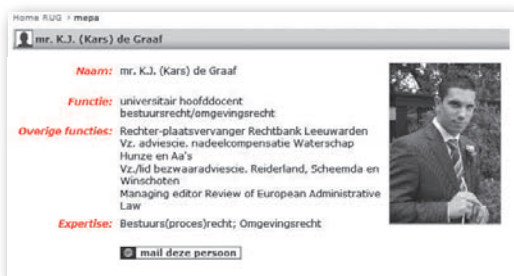 Home RUG > mepa
mr. K.J. (Kars) de Graaf
Naam: mr. K.J. (Kars) de Graaf
Functie: universitair hoofddocent
bestuursrecht/omgevingsrecht
Overige functies: Rechter-plaatsvervanger Rechtbank Leeuwarden
Vz. adviescie. nadeelcompensatie Waterschap
Hunze en Aa's
Vz./lid bezwaaradviescie. Reiderland, Scheemda en
Winschoten
Managing editor Review of European Administrative
Law
Expertise: Bestuurs(proces)recht; Omgevingsrecht
@ mail deze persoon